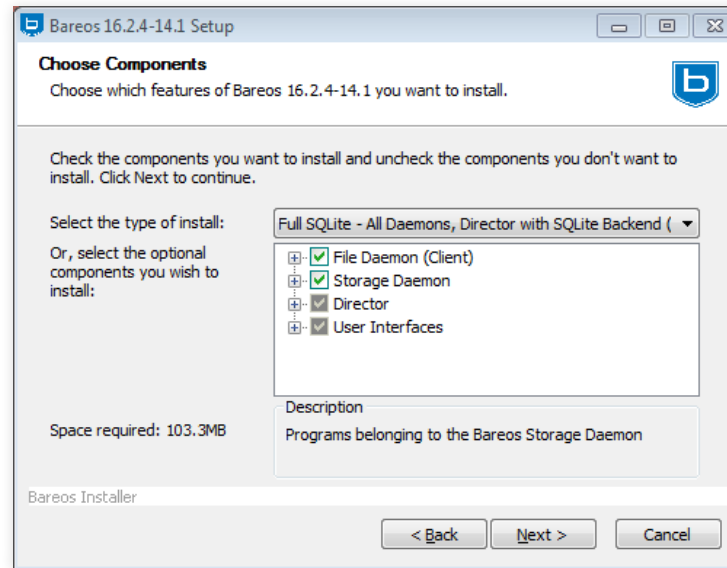 Bareos 16.2.4-14.1 Setup
Choose Components
Choose which features of Bareos 16.2.4-14.1 you want to install.
b
Check the components you want to install and uncheck the components you don't want to
install. Click Next to continue.
Select the type of install:
Full SQLite - All Daemons, Director with SQLite Backend (
Or, select the optional
components you wish to
install:
File Daemon (Client)
Storage Daemon
Director
User Interfaces
Space required: 103.3MB
Description
Programs belonging to the Bareos Storage Daemon
Bareos Installer
< Back
Next >
Cancel